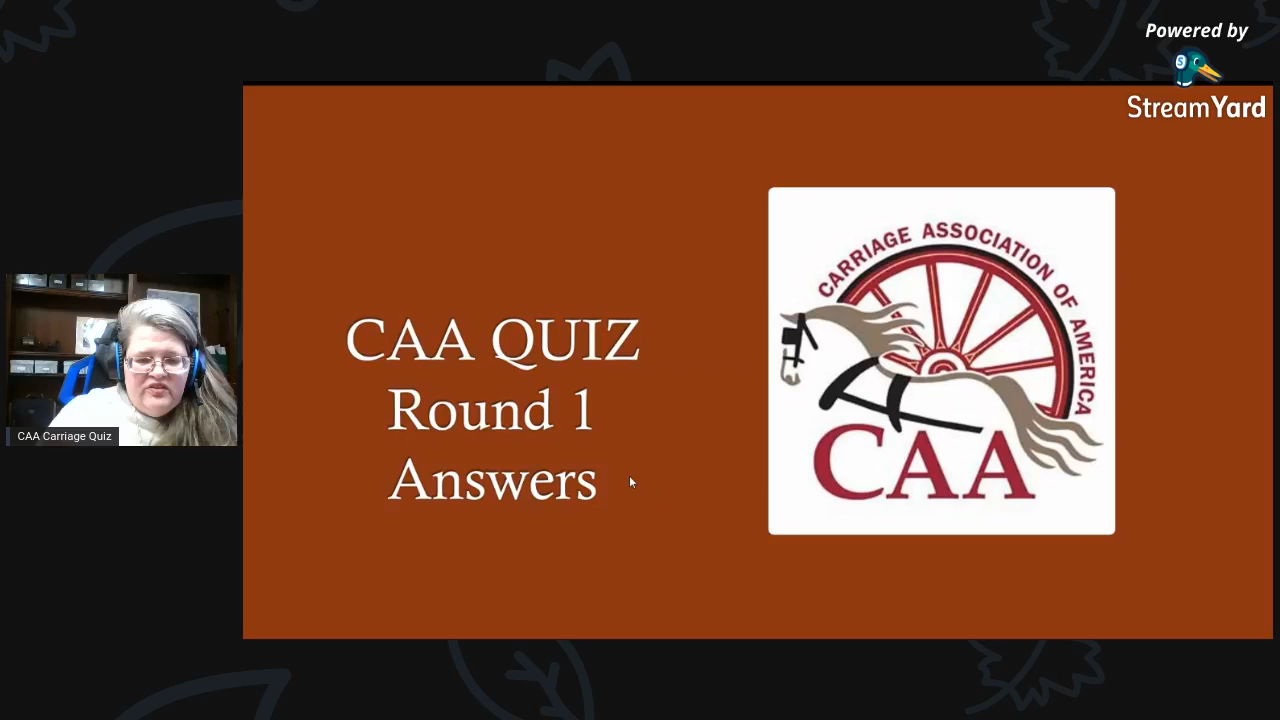 Powered by
StreamYard
CARRIAGE ASSOCIATION OF AMERICA
CAA
CAA QUIZ
Round 1
Answers
CAA Carriage Quiz